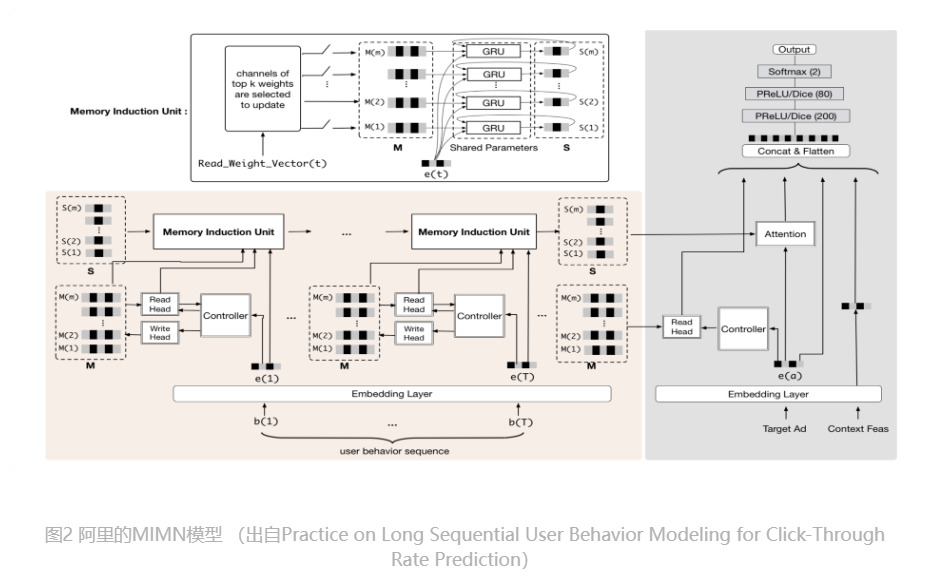 Memory Induction Unit :
channels of
top k weights
are selected
to update
Read_Weight_Vector(t)
M(m)
M(2)
M(1)
M
GRU
GRU
GRU
GRU
Shared Parameters
e(t)
S(m)
S(2)
S(1)
S
S(m)
S(2)
S(1)
S
Memory Induction Unit
...
Memory Induction Unit
S(m)
S(2)
S(1)
S
M(m)
M(2)
M(1)
M
Read
Head
Write
Head
Controller
e(1)
...
M(m)
M(2)
M(1)
M
Read
Head
Write
Head
Controller
e(T)
...
M(m)
M(2)
M(1)
M
Embedding Layer
b(1)
...
b(T)
user behavior sequence
Output
Softmax (2)
PReLU/Dice (80)
PReLU/Dice (200)
Concat & Flatten
Attention
Read
Head
Controller
e(a)
Embedding Layer
Target Ad
Context Feas
图2 阿里的MIMN模型 （出自Practice on Long Sequential User Behavior Modeling for Click-Through
Rate Prediction）